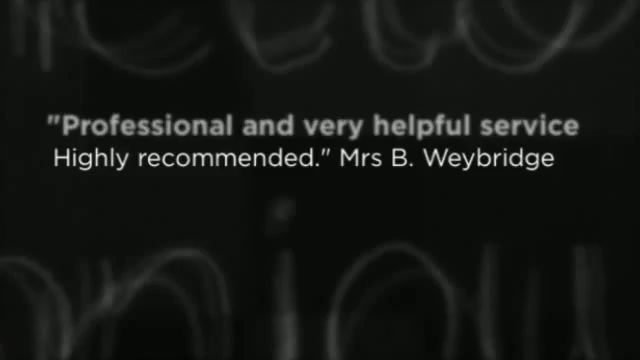 "Professional and very helpful service
Highly recommended." Mrs B. Weybridge